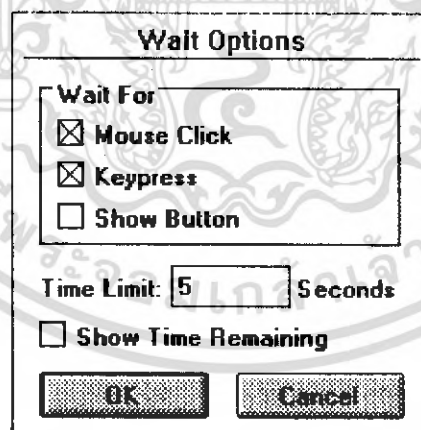 Wait Options
Wait For
Mouse Click
Keypress
Show Button
Time Limit: 5 Seconds
Show Time Remaining
OK Cancel